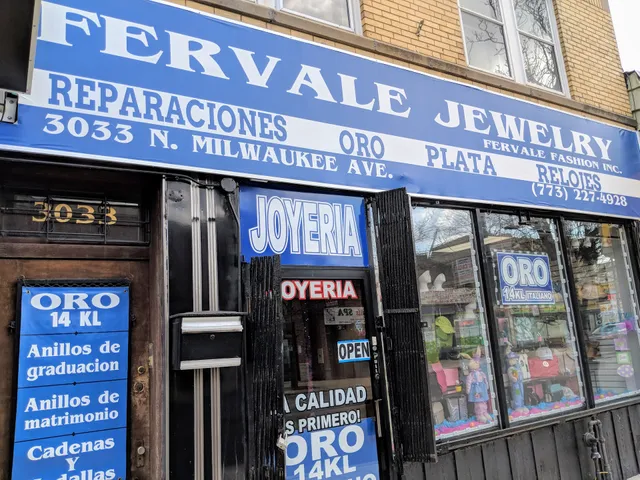 FERVALE JEWELRY
FERVALE FASHION INC.
REPARACIONES ORO PLATA RELOJES
3033 N. MILWAUKEE AVE.
(773) 227-4928
3033
JOYERIA
OYERIA
OPEN
ORO
14KL ITALIANO
ORO
14 KL
Anillos de
graduacion
Anillos de
matrimonio
Cadenas
Y
A CALIDAD
S PRIMERO!
ORO
14KL